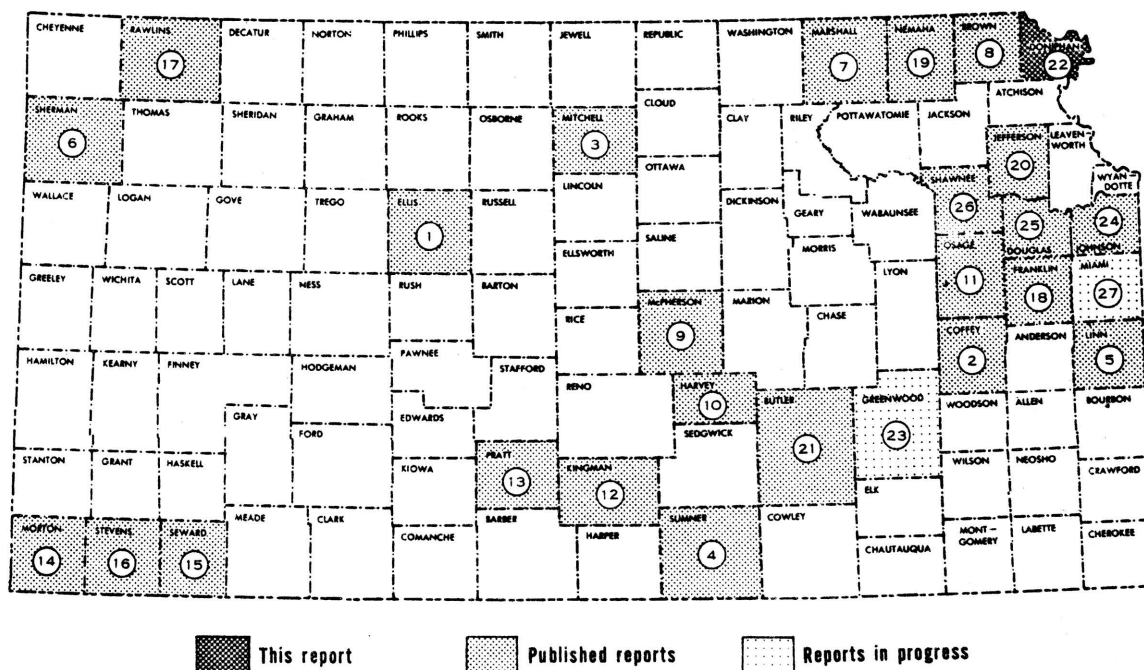 CHEYENNE RAWLINS DECATUR NORTON PHILLIPS SMITH JEWELL REPUBLIC WASHINGTON MARSHALL NEMAHA BROWN DONIPHAN
17 7 19 8 22
ATCHISON
SHERMAN THOMAS SHERIDAN GRAHAM ROOKS OSBORNE MITCHELL CLOUD CLAY RILEY POTTAWATOMIE JACKSON JEFFERSON LEAVEN-
WORTH
6 3 20
OTTAWA
WYAN-
DOTTE
WALLACE LOGAN GOVE TREGO ELLIS RUSSELL LINCOLN DICKINSON GEARY WABAUNSEE SHAWNEE
1 26 25 24
SALINE MORRIS OSAGE DOUGLAS JOHNSON
ELLSWORTH
GREELEY WICHITA SCOTT LANE NESS RUSH BARTON LYON FRANKLIN MIAMI
11 18 27
RICE McPHERSON MARION CHASE
9
HAMILTON KEARNY FINNEY HODGEMAN PAWNEE STAFFORD COFFEY ANDERSON LINN
2 5
RENO HARVEY BUTLER GREENWOOD WOODSON ALLEN BOURBON
10
GRAY EDWARDS
FORD SEDGWICK
21 23
STANTON GRANT HASKELL KIOWA PRATT KINGMAN WILSON NEOSHO CRAWFORD
13 12
ELK
MORTON STEVENS SEWARD MEADE CLARK COMANCHE BARBER HARPER SUMNER COWLEY CHAUTAUQUA MONT-
GOMERY LABETTE CHEROKEE
14 16 15 4
This report Published reports Reports in progress